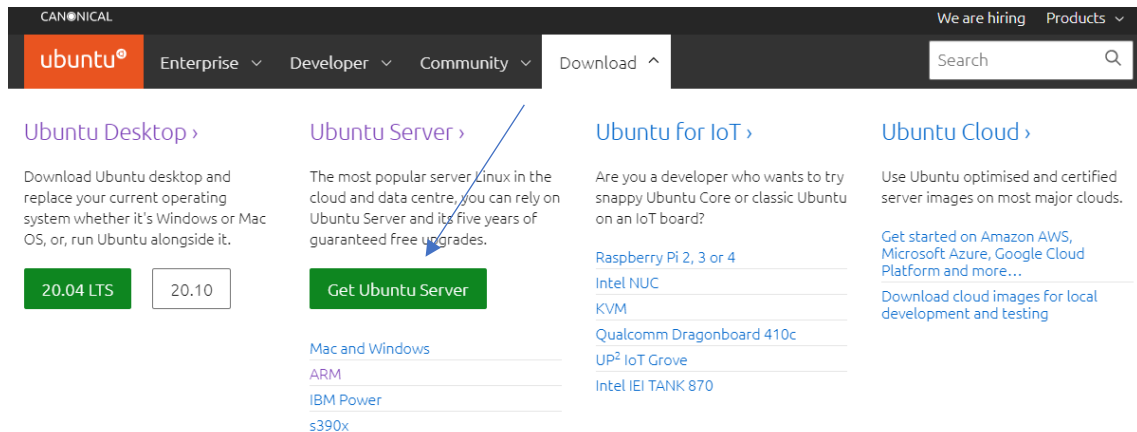 CANONICAL
We are hiring Products
ubuntu® Enterprise Developer Community Download Search
Ubuntu Desktop ›
Download Ubuntu desktop and
replace your current operating
system whether it's Windows or Mac
OS, or, run Ubuntu alongside it.
20.04 LTS 20.10
Ubuntu Server ›
The most popular server Linux in the
cloud and data centre, you can rely on
Ubuntu Server and its five years of
guaranteed free upgrades.
Get Ubuntu Server
Mac and Windows
ARM
IBM Power
s390x
Ubuntu for IoT ›
Are you a developer who wants to try
snappy Ubuntu Core or classic Ubuntu
on an IoT board?
Raspberry Pi 2, 3 or 4
Intel NUC
KVM
Qualcomm Dragonboard 410c
UP² IoT Grove
Intel IEI TANK 870
Ubuntu Cloud ›
Use Ubuntu optimised and certified
server images on most major clouds.
Get started on Amazon AWS,
Microsoft Azure, Google Cloud
Platform and more…
Download cloud images for local
development and testing